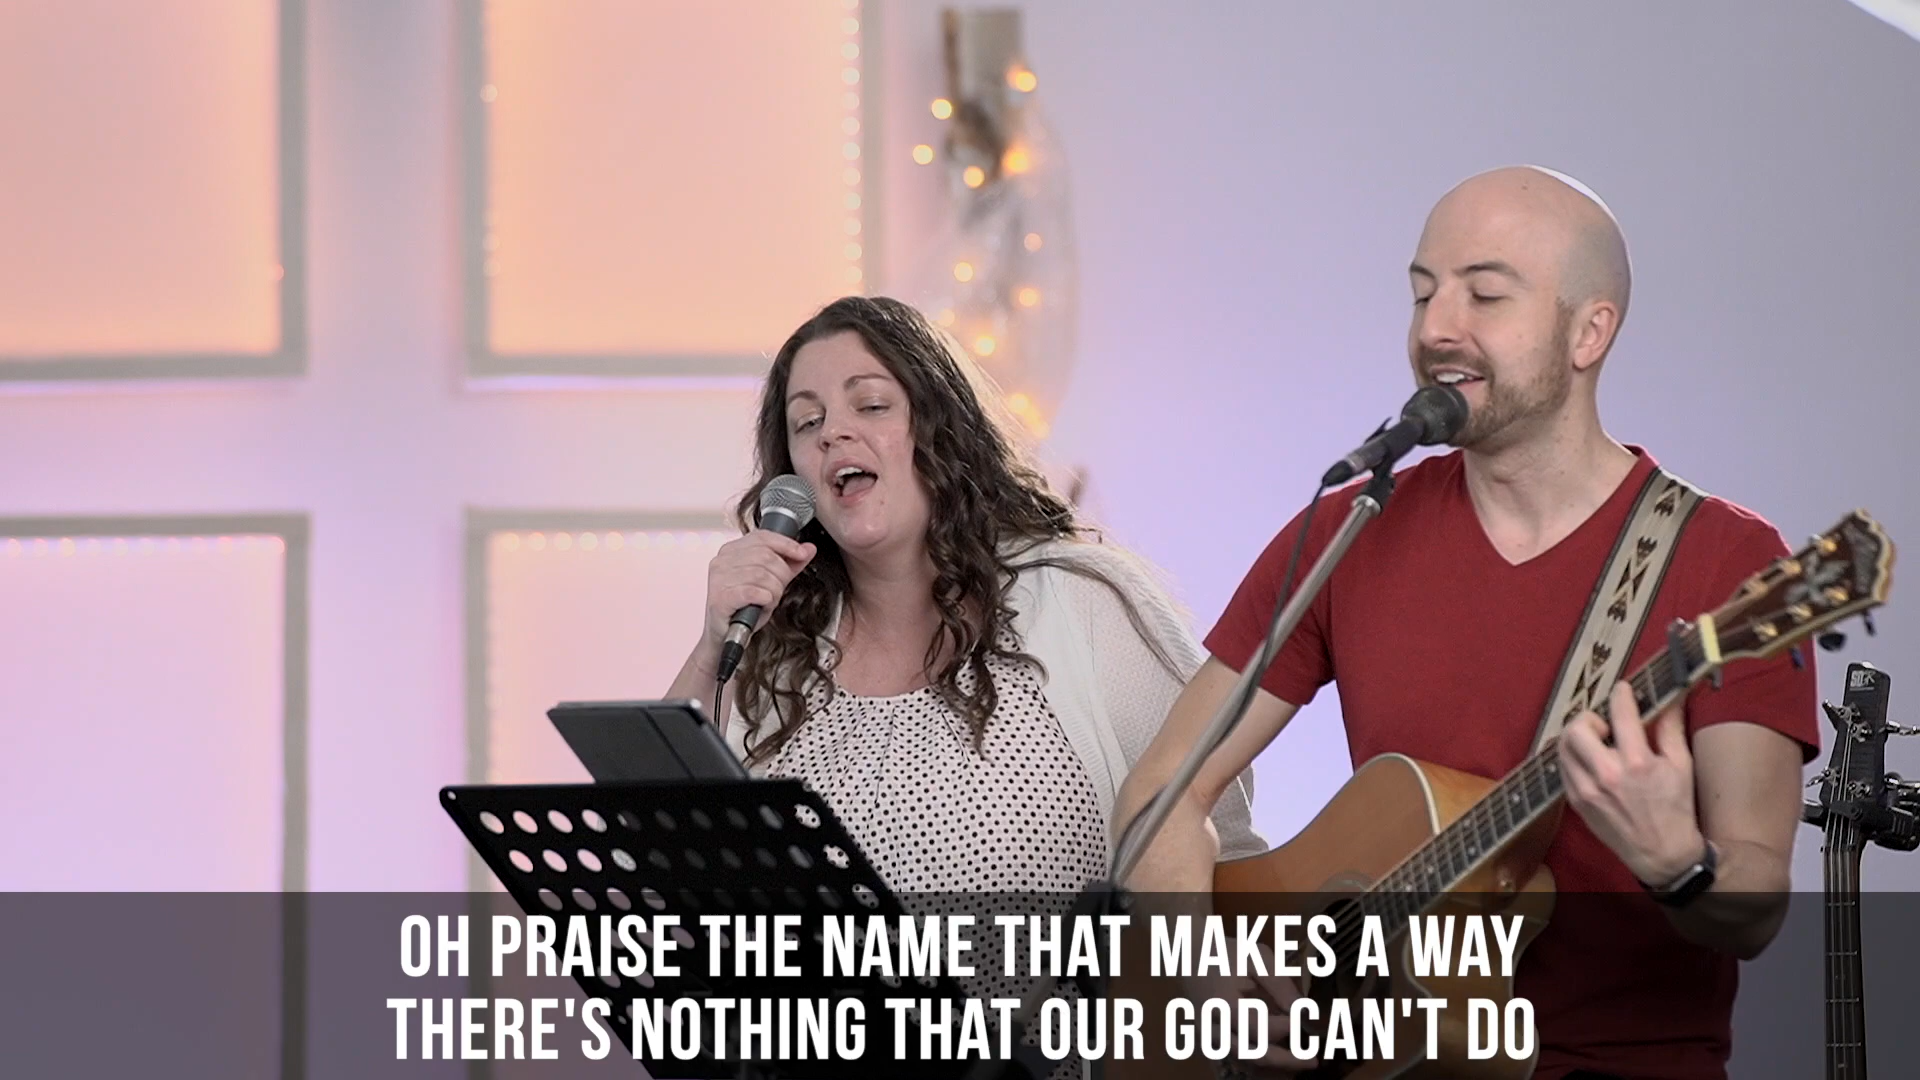 OH PRAISE THE NAME THAT MAKES A WAY
THERE'S NOTHING THAT OUR GOD CAN'T DO